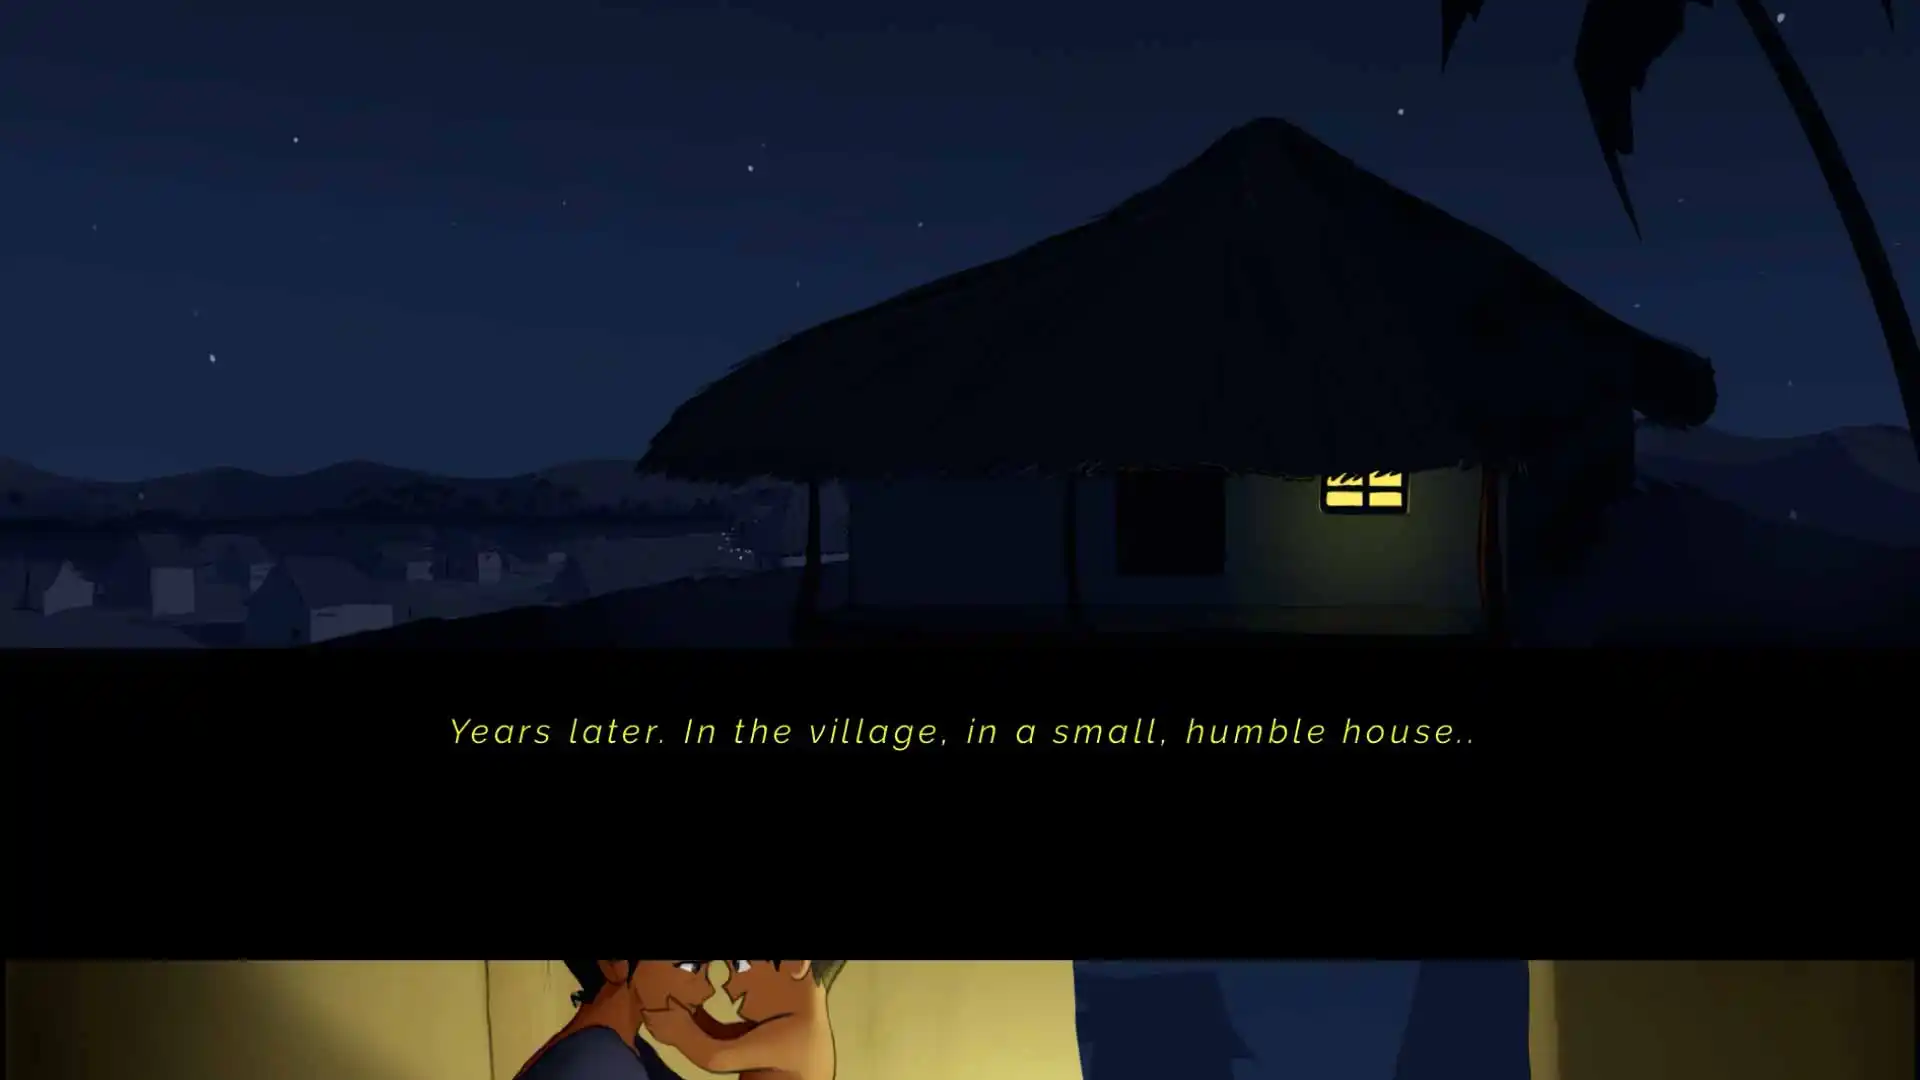 Years later. In the village, in a small, humble house..